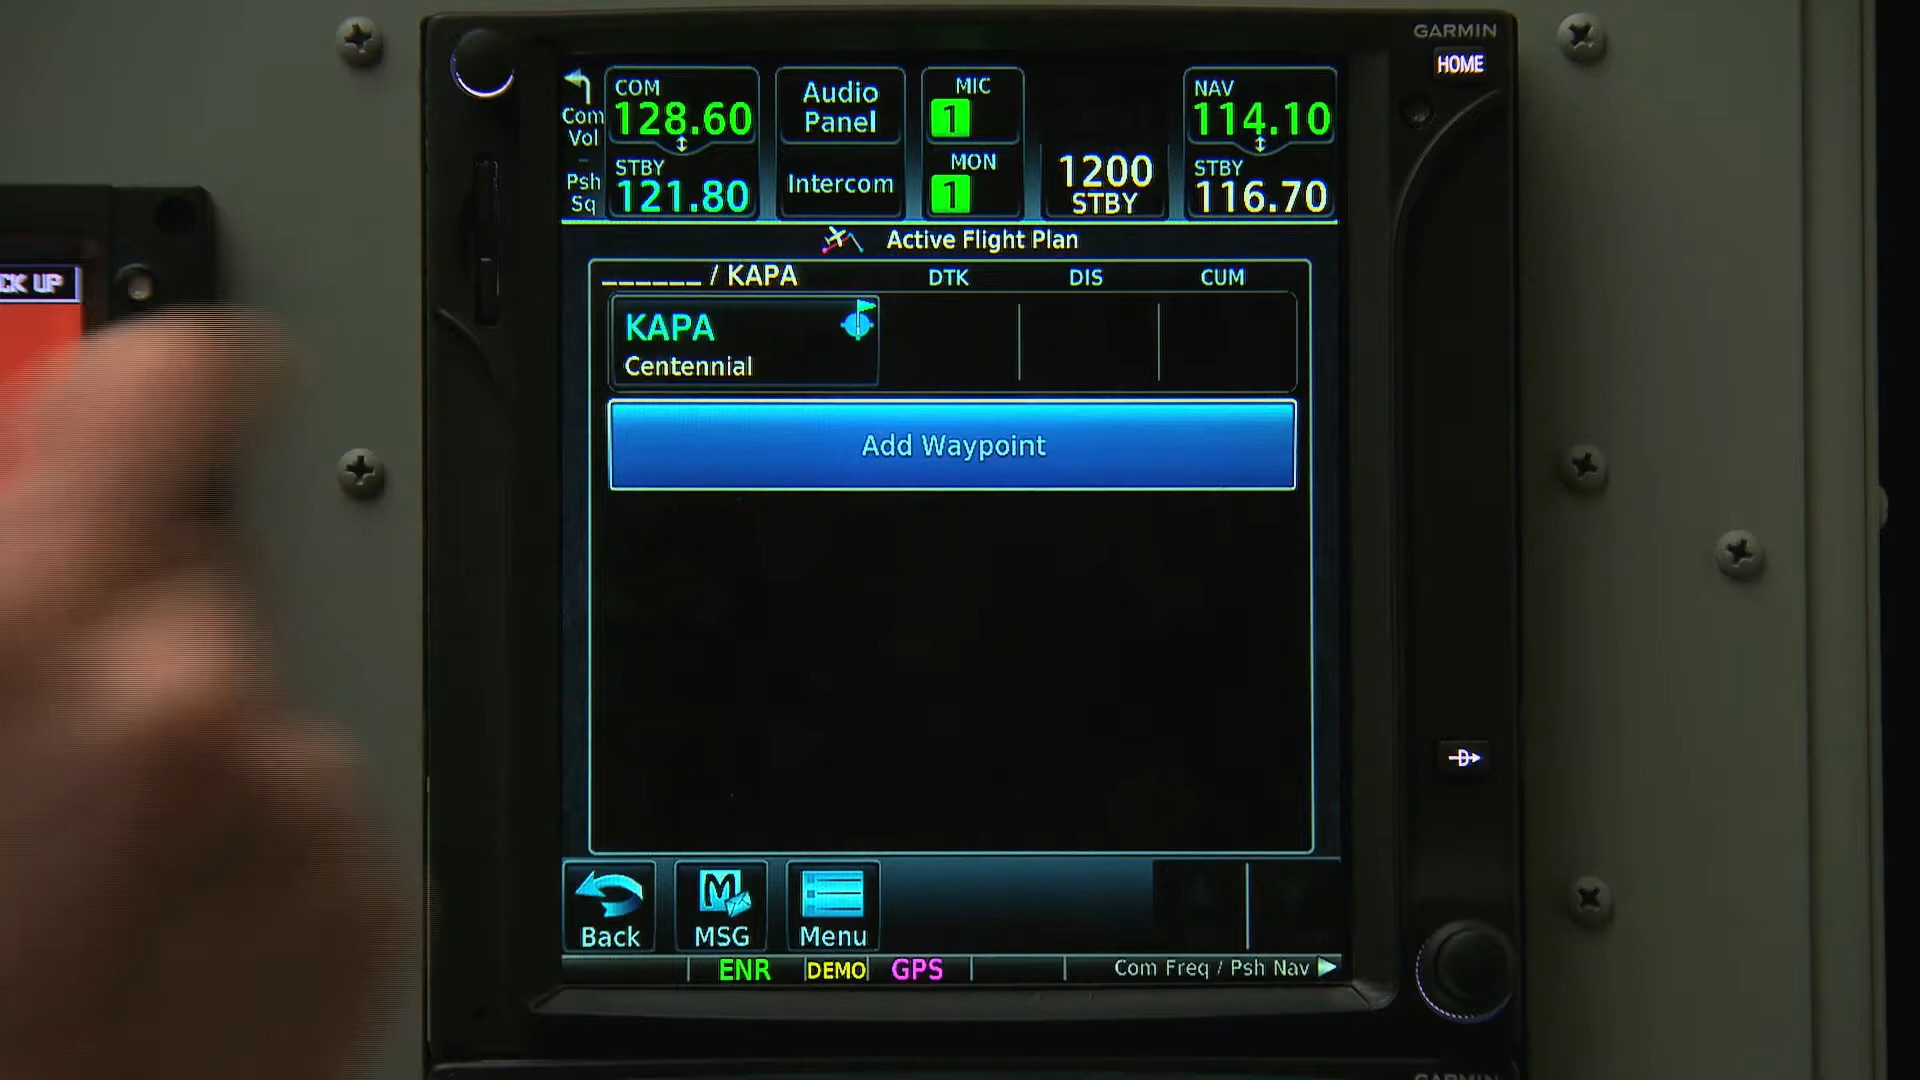 GARMIN
HOME
CK UP
Com
Vol
Psh
Sq
COM
128.60
STBY
121.80
Audio
Panel
Intercom
MIC
1
MON
1
1200
STBY
NAV
114.10
STBY
116.70
Active Flight Plan
______ / KAPA
DTK
DIS
CUM
KAPA
Centennial
Add Waypoint
D
Back
MSG
Menu
ENR
DEMO
GPS
Com Freq / Psh Nav
GARMIN